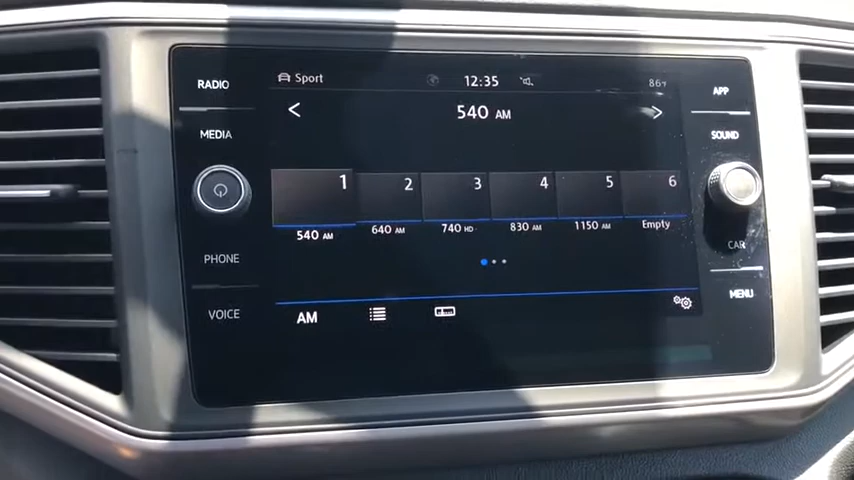 RADIO
MEDIA
PHONE
VOICE
Sport
12:35
86°F
540 AM
1
2
3
4
5
6
540 AM
640 AM
740 HD
830 AM
1150 AM
Empty
AM
APP
SOUND
CAR
MENU